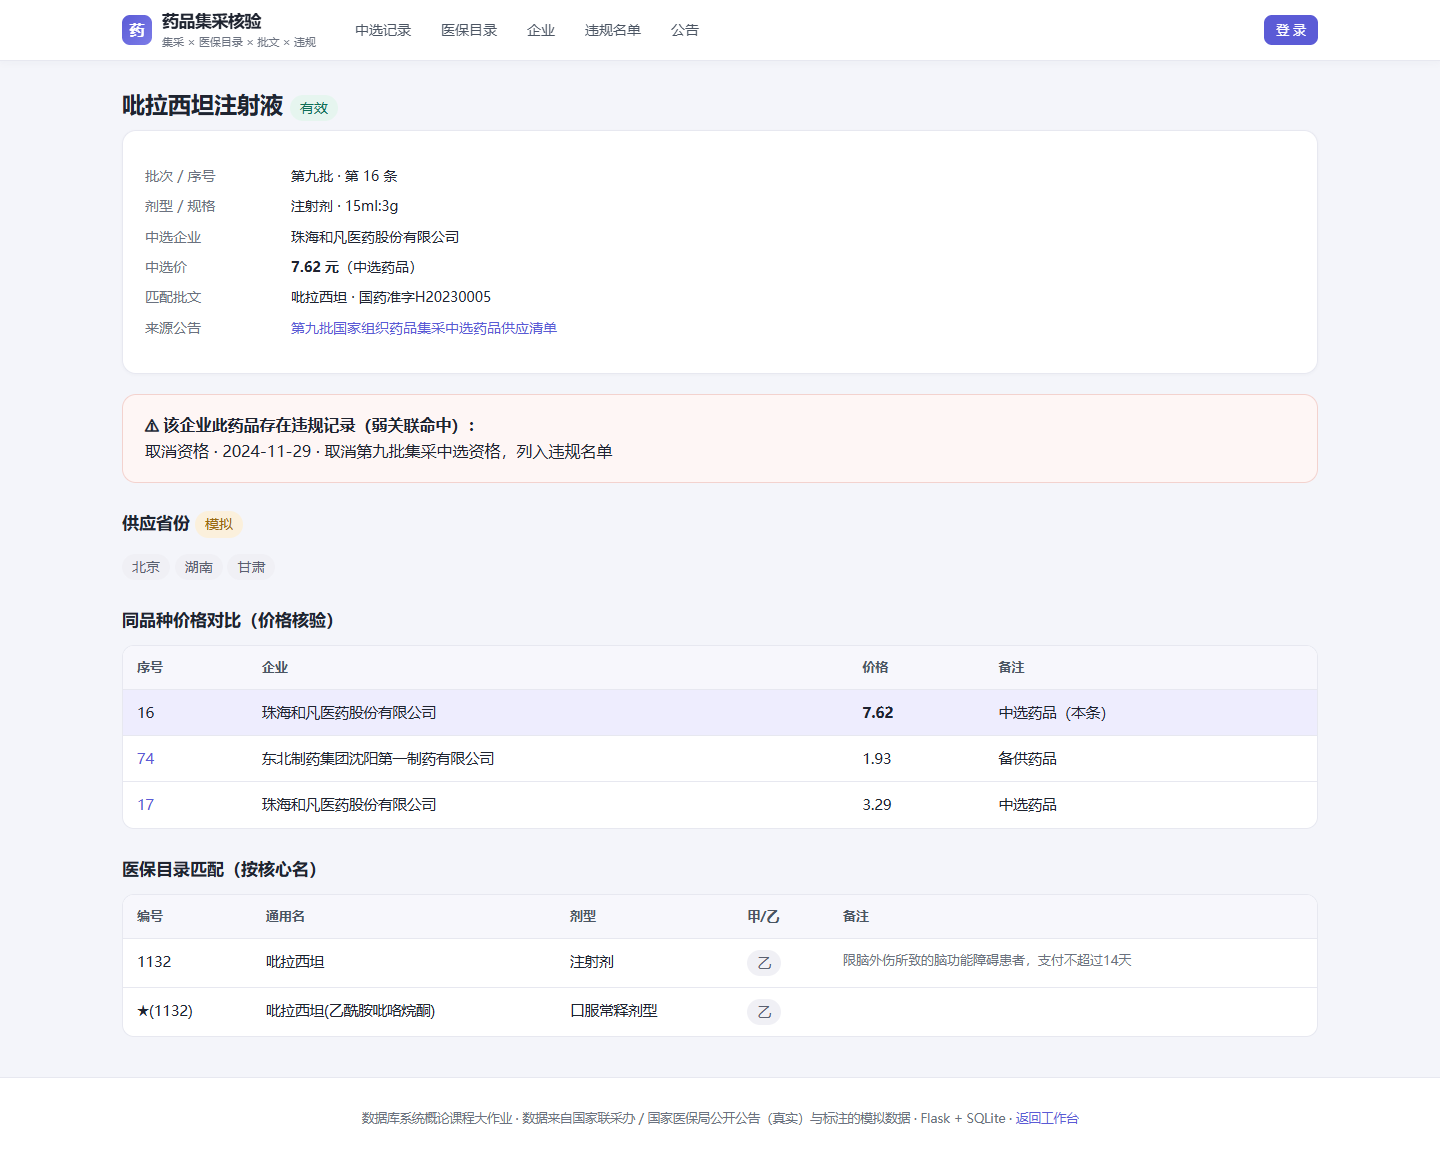 药
药品集采核验
集采 × 医保目录 × 批文 × 违规
中选记录 医保目录 企业 违规名单 公告
登录
吡拉西坦注射液 有效
批次 / 序号 第九批 · 第 16 条
剂型 / 规格 注射剂 · 15ml:3g
中选企业 珠海和凡医药股份有限公司
中选价 7.62 元（中选药品）
匹配批文 吡拉西坦 · 国药准字H20230005
来源公告 第九批国家组织药品集采中选药品供应清单
⚠ 该企业此药品存在违规记录（弱关联命中）：
取消资格 · 2024-11-29 · 取消第九批集采中选资格，列入违规名单
供应省份 模拟
北京 湖南 甘肃
同品种价格对比（价格核验）
序号 企业 价格 备注
16 珠海和凡医药股份有限公司 7.62 中选药品（本条）
74 东北制药集团沈阳第一制药有限公司 1.93 备供药品
17 珠海和凡医药股份有限公司 3.29 中选药品
医保目录匹配（按核心名）
编号 通用名 剂型 甲/乙 备注
1132 吡拉西坦 注射剂 乙 限脑外伤所致的脑功能障碍患者，支付不超过14天
★(1132) 吡拉西坦(乙酰胺吡咯烷酮) 口服常释剂型 乙
数据库系统概论课程大作业 · 数据来自国家联采办 / 国家医保局公开公告（真实）与标注的模拟数据 · Flask + SQLite · 返回工作台